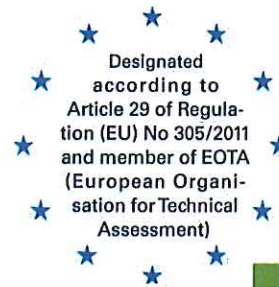 Designated
according to
Article 29 of Regula-
tion (EU) No 305/2011
and member of EOTA
(European Organi-
sation for Technical
Assessment)